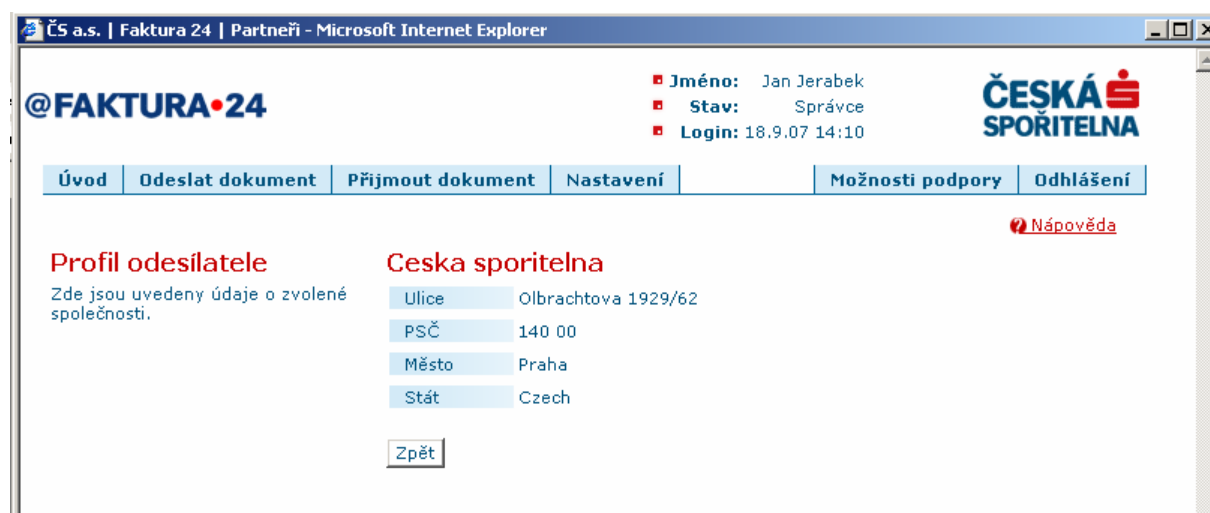 ČS a.s. | Faktura 24 | Partneři - Microsoft Internet Explorer
@FAKTURA•24
Jméno: Jan Jerabek
Stav: Správce
Login: 18.9.07 14:10
ČESKÁ
SPOŘITELNA
Úvod Odeslat dokument Přijmout dokument Nastavení Možnosti podpory Odhlášení
Nápověda
Profil odesílatele
Zde jsou uvedeny údaje o zvolené
společnosti.
Ceska sporitelna
Ulice Olbrachtova 1929/62
PSČ 140 00
Město Praha
Stát Czech
Zpět